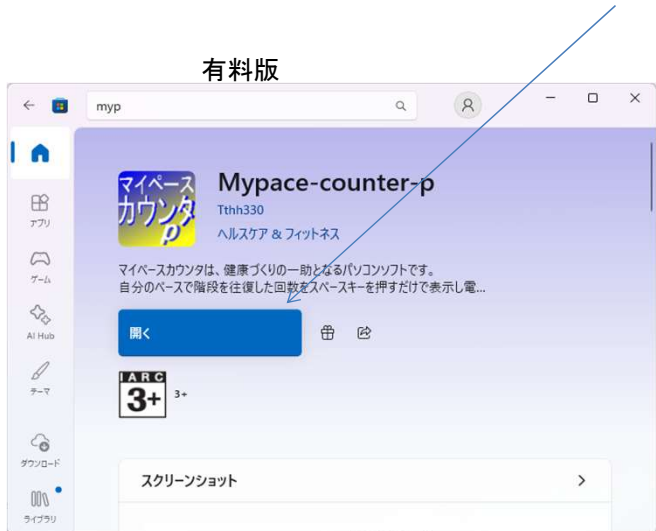 有料版
myp
マイペース
カウンタ
p
Mypace-counter-p
Tthh330
ヘルスケア & フィットネス
アプリ
ゲーム
マイペースカウンタは、健康づくりの一助となるパソコンソフトです。
自分のペースで階段を往復した回数をスペースキーを押すだけで表示し電...
AI Hub
開く
テーマ
IARC
3+
3+
ダウンロード
スクリーンショット
ライブラリ